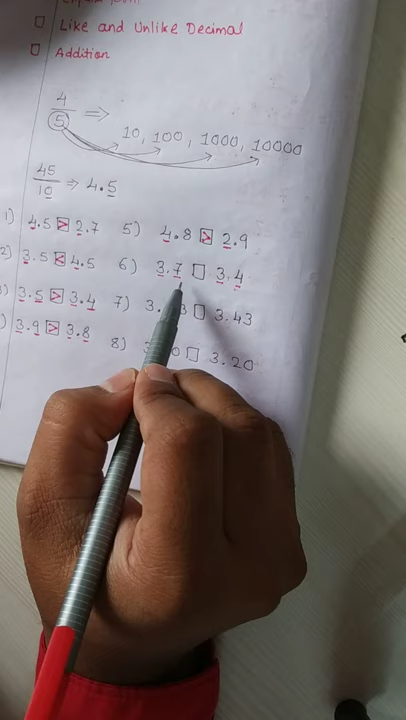 □ Like and Unlike Decimal
□ Addition
4/5 ⇒ 10, 100, 1000, 10000
45/10 ⇒ 4.5
1) 4.5 > 2.7 5) 4.8 > 2.9
2) 3.5 < 4.5 6) 3.7 □ 3.4
3.5 > 3.4 7) □ 3.43
3.9 > 3.8 8) □ 3.20